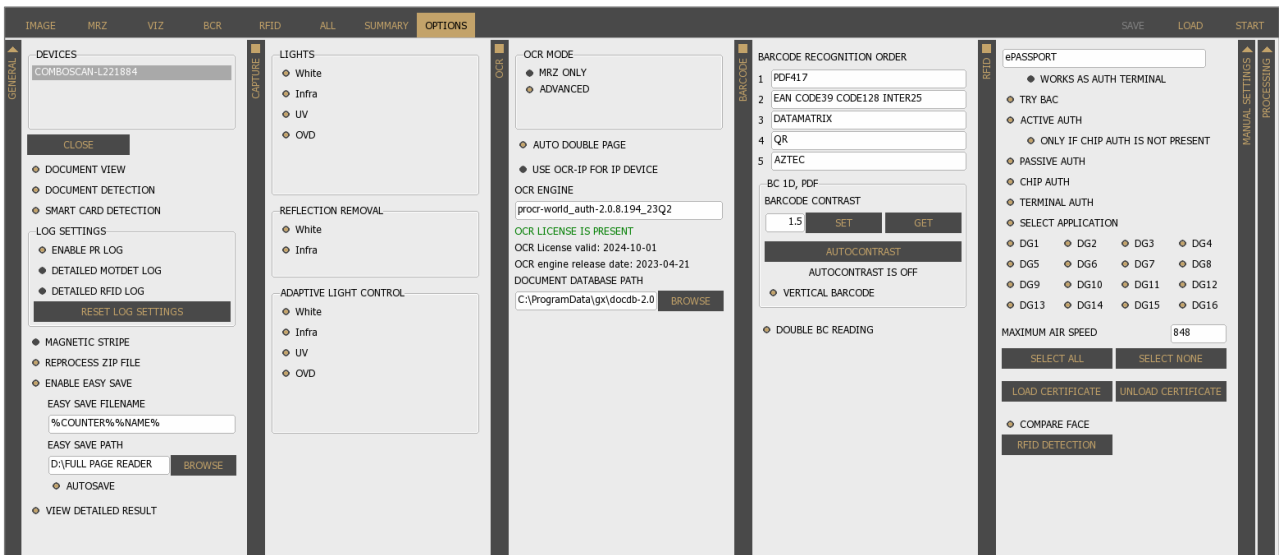 IMAGE MRZ VIZ BCR RFID ALL SUMMARY OPTIONS SAVE LOAD START
GENERAL
DEVICES
COMBOSCAN-L221884
CLOSE
DOCUMENT VIEW
DOCUMENT DETECTION
SMART CARD DETECTION
LOG SETTINGS
ENABLE PR LOG
DETAILED MOTDET LOG
DETAILED RFID LOG
RESET LOG SETTINGS
MAGNETIC STRIPE
REPROCESS ZIP FILE
ENABLE EASY SAVE
EASY SAVE FILENAME
%COUNTER%%NAME%
EASY SAVE PATH
D:\FULL PAGE READER BROWSE
AUTOSAVE
VIEW DETAILED RESULT
CAPTURE
LIGHTS
White
Infra
UV
OVD
REFLECTION REMOVAL
White
Infra
ADAPTIVE LIGHT CONTROL
White
Infra
UV
OVD
OCR
OCR MODE
MRZ ONLY
ADVANCED
AUTO DOUBLE PAGE
USE OCR-IP FOR IP DEVICE
OCR ENGINE
procr-world_auth-2.0.8.194_23Q2
OCR LICENSE IS PRESENT
OCR License valid: 2024-10-01
OCR engine release date: 2023-04-21
DOCUMENT DATABASE PATH
C:\ProgramData\gx\docdb-2.0 BROWSE
BARCODE
BARCODE RECOGNITION ORDER
1 PDF417
2 EAN CODE39 CODE128 INTER25
3 DATAMATRIX
4 QR
5 AZTEC
BC 1D, PDF
BARCODE CONTRAST
1.5 SET GET
AUTOCONTRAST
AUTOCONTRAST IS OFF
VERTICAL BARCODE
DOUBLE BC READING
RFID
ePASSPORT
WORKS AS AUTH TERMINAL
TRY BAC
ACTIVE AUTH
ONLY IF CHIP AUTH IS NOT PRESENT
PASSIVE AUTH
CHIP AUTH
TERMINAL AUTH
SELECT APPLICATION
DG1 DG2 DG3 DG4
DG5 DG6 DG7 DG8
DG9 DG10 DG11 DG12
DG13 DG14 DG15 DG16
MAXIMUM AIR SPEED 848
SELECT ALL SELECT NONE
LOAD CERTIFICATE UNLOAD CERTIFICATE
COMPARE FACE
RFID DETECTION
MANUAL SETTINGS
PROCESSING